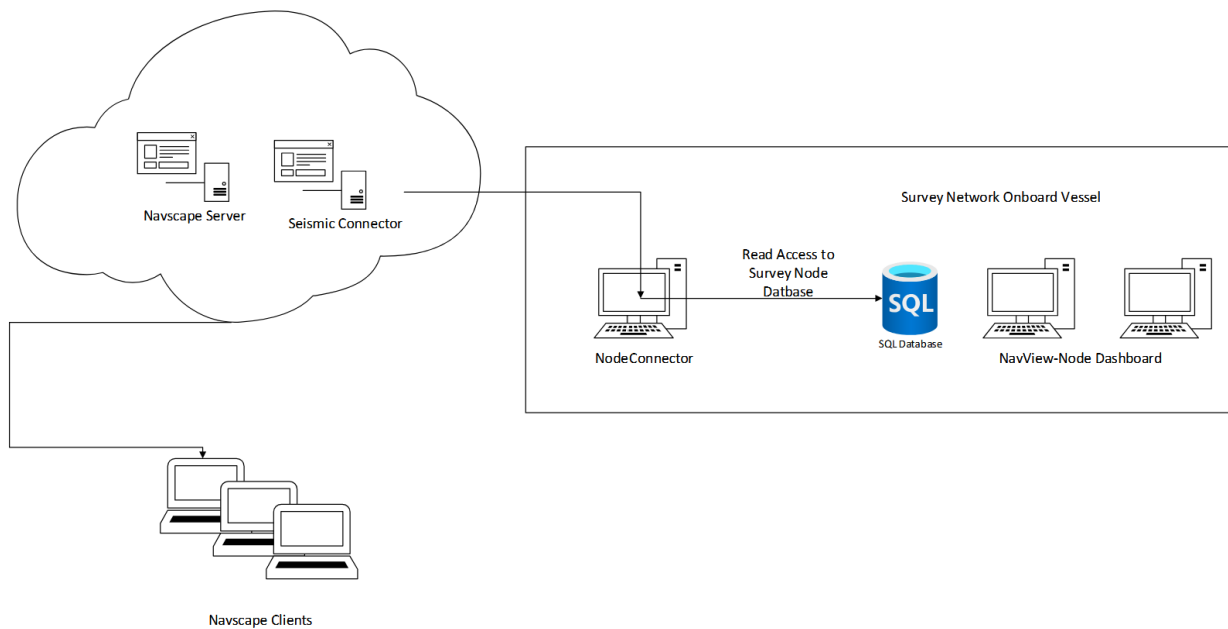 Navscape Server
Seismic Connector
Survey Network Onboard Vessel
Read Access to
Survey Node
Datbase
SQL
SQL Database
NodeConnector
NavView-Node Dashboard
Navscape Clients